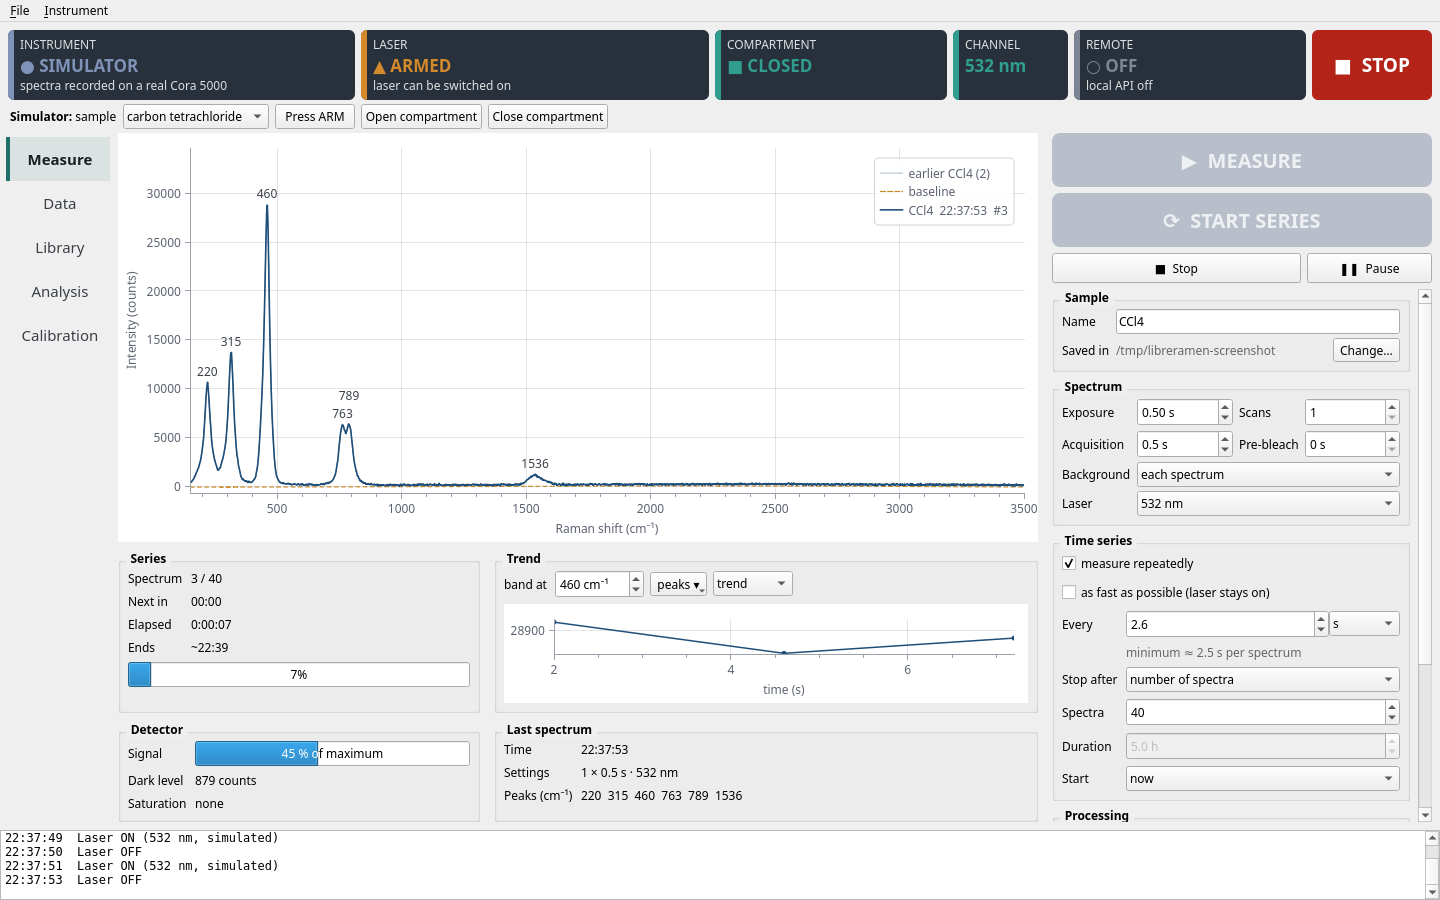 File Instrument
INSTRUMENT
● SIMULATOR
spectra recorded on a real Cora 5000
LASER
▲ ARMED
laser can be switched on
COMPARTMENT
■ CLOSED
CHANNEL
532 nm
REMOTE
○ OFF
local API off
■ STOP
Simulator: sample carbon tetrachloride Press ARM Open compartment Close compartment
Measure
Data
Library
Analysis
Calibration
Intensity (counts)
30000
25000
20000
15000
10000
5000
0
460
315
220
789
763
1536
earlier CCl4 (2)
baseline
CCl4 22:37:53 #3
500 1000 1500 2000 2500 3000 3500
Raman shift (cm⁻¹)
Series
Spectrum 3 / 40
Next in 00:00
Elapsed 0:00:07
Ends ~22:39
7%
Trend
band at 460 cm⁻¹ peaks ▾ trend
28900
2 4 6
time (s)
Detector
Signal 45 % of maximum
Dark level 879 counts
Saturation none
Last spectrum
Time 22:37:53
Settings 1 × 0.5 s · 532 nm
Peaks (cm⁻¹) 220 315 460 763 789 1536
▶ MEASURE
⟳ START SERIES
■ Stop
❚❚ Pause
Sample
Name CCl4
Saved in /tmp/libreramen-screenshot Change...
Spectrum
Exposure 0.50 s Scans 1
Acquisition 0.5 s Pre-bleach 0 s
Background each spectrum
Laser 532 nm
Time series
measure repeatedly
as fast as possible (laser stays on)
Every 2.6 s
minimum ≈ 2.5 s per spectrum
Stop after number of spectra
Spectra 40
Duration 5.0 h
Start now
Processing
22:37:49 Laser ON (532 nm, simulated)
22:37:50 Laser OFF
22:37:51 Laser ON (532 nm, simulated)
22:37:53 Laser OFF